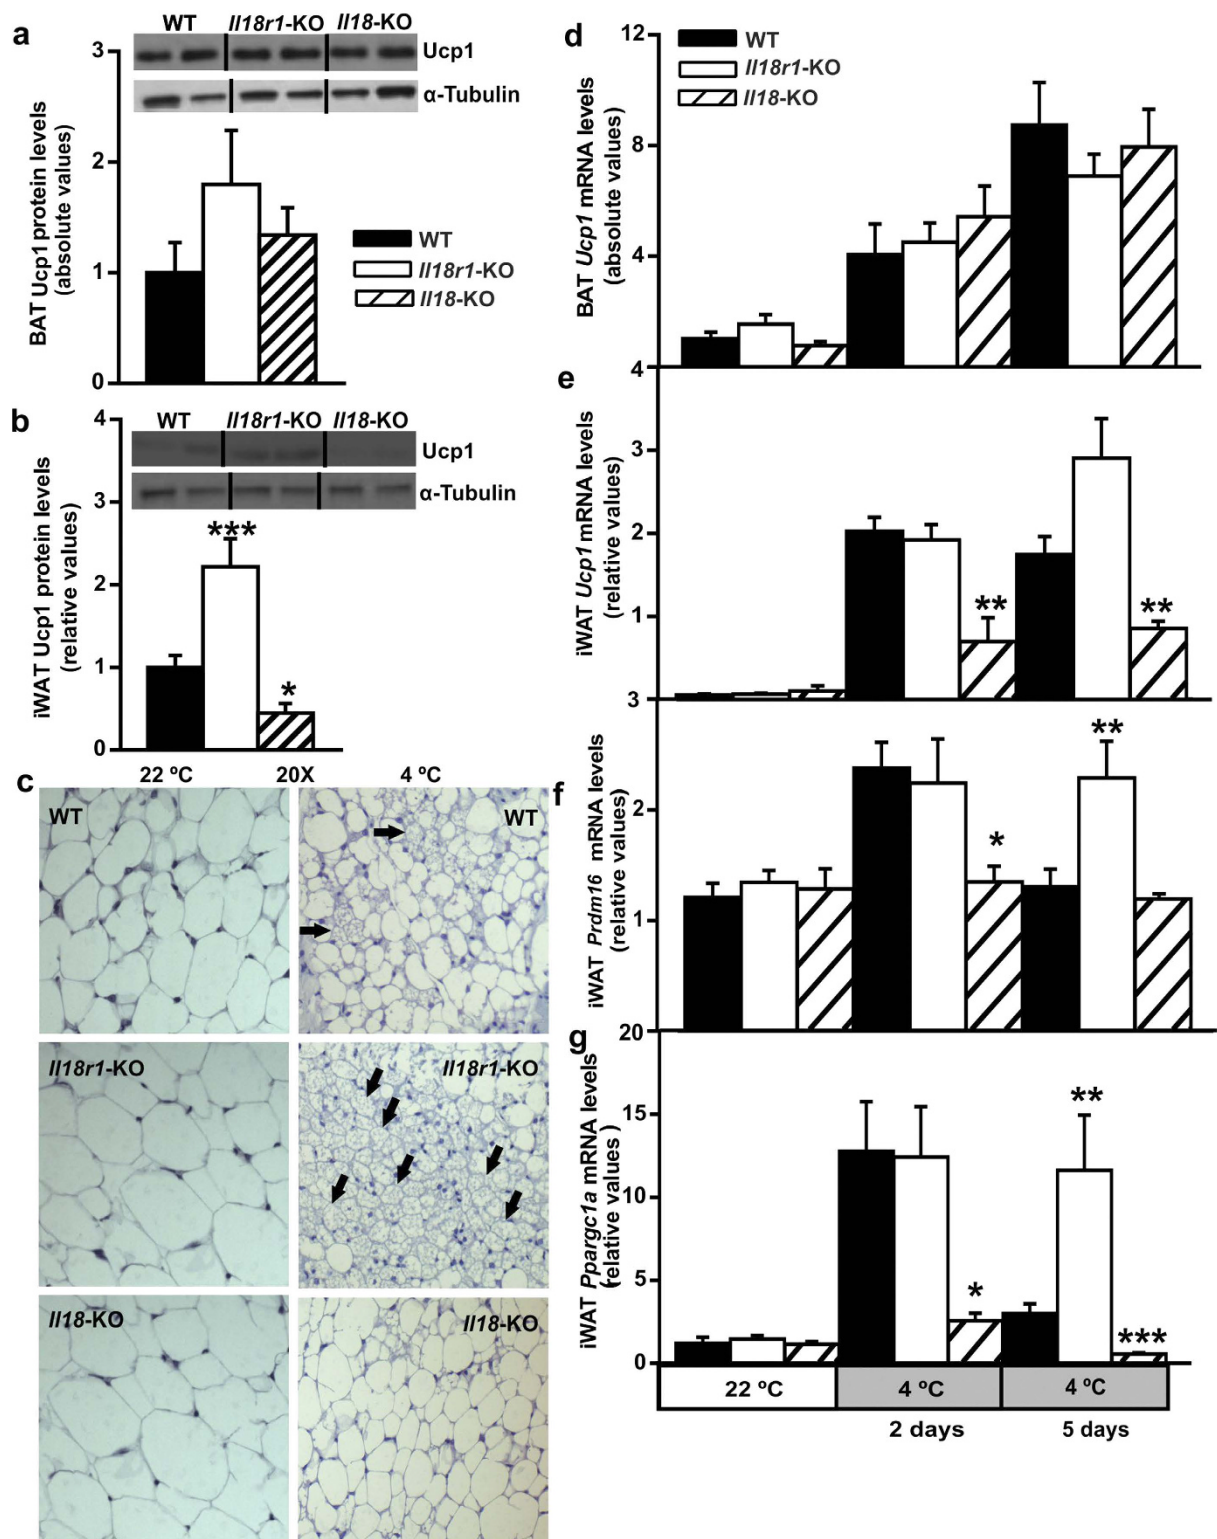 a
WT Il18r1-KO Il18-KO
Ucp1
α-Tubulin
BAT Ucp1 protein levels
(absolute values)
3
2
1
0
WT
Il18r1-KO
Il18-KO
b
WT Il18r1-KO Il18-KO
Ucp1
α-Tubulin
iWAT Ucp1 protein levels
(relative values)
4
3
2
1
0
***
*
c
22 ºC 20X 4 ºC
WT WT
Il18r1-KO Il18r1-KO
Il18-KO Il18-KO
d
WT
Il18r1-KO
Il18-KO
BAT Ucp1 mRNA levels
(absolute values)
12
8
4
4
e
iWAT Ucp1 mRNA levels
(relative values)
3
2
1
3
** **
f
iWAT Prdm16 mRNA levels
(relative values)
2
1
20
* **
g
iWAT Ppargc1a mRNA levels
(relative values)
15
10
5
0
* ** ***
22 ºC 4 ºC 4 ºC
2 days 5 days